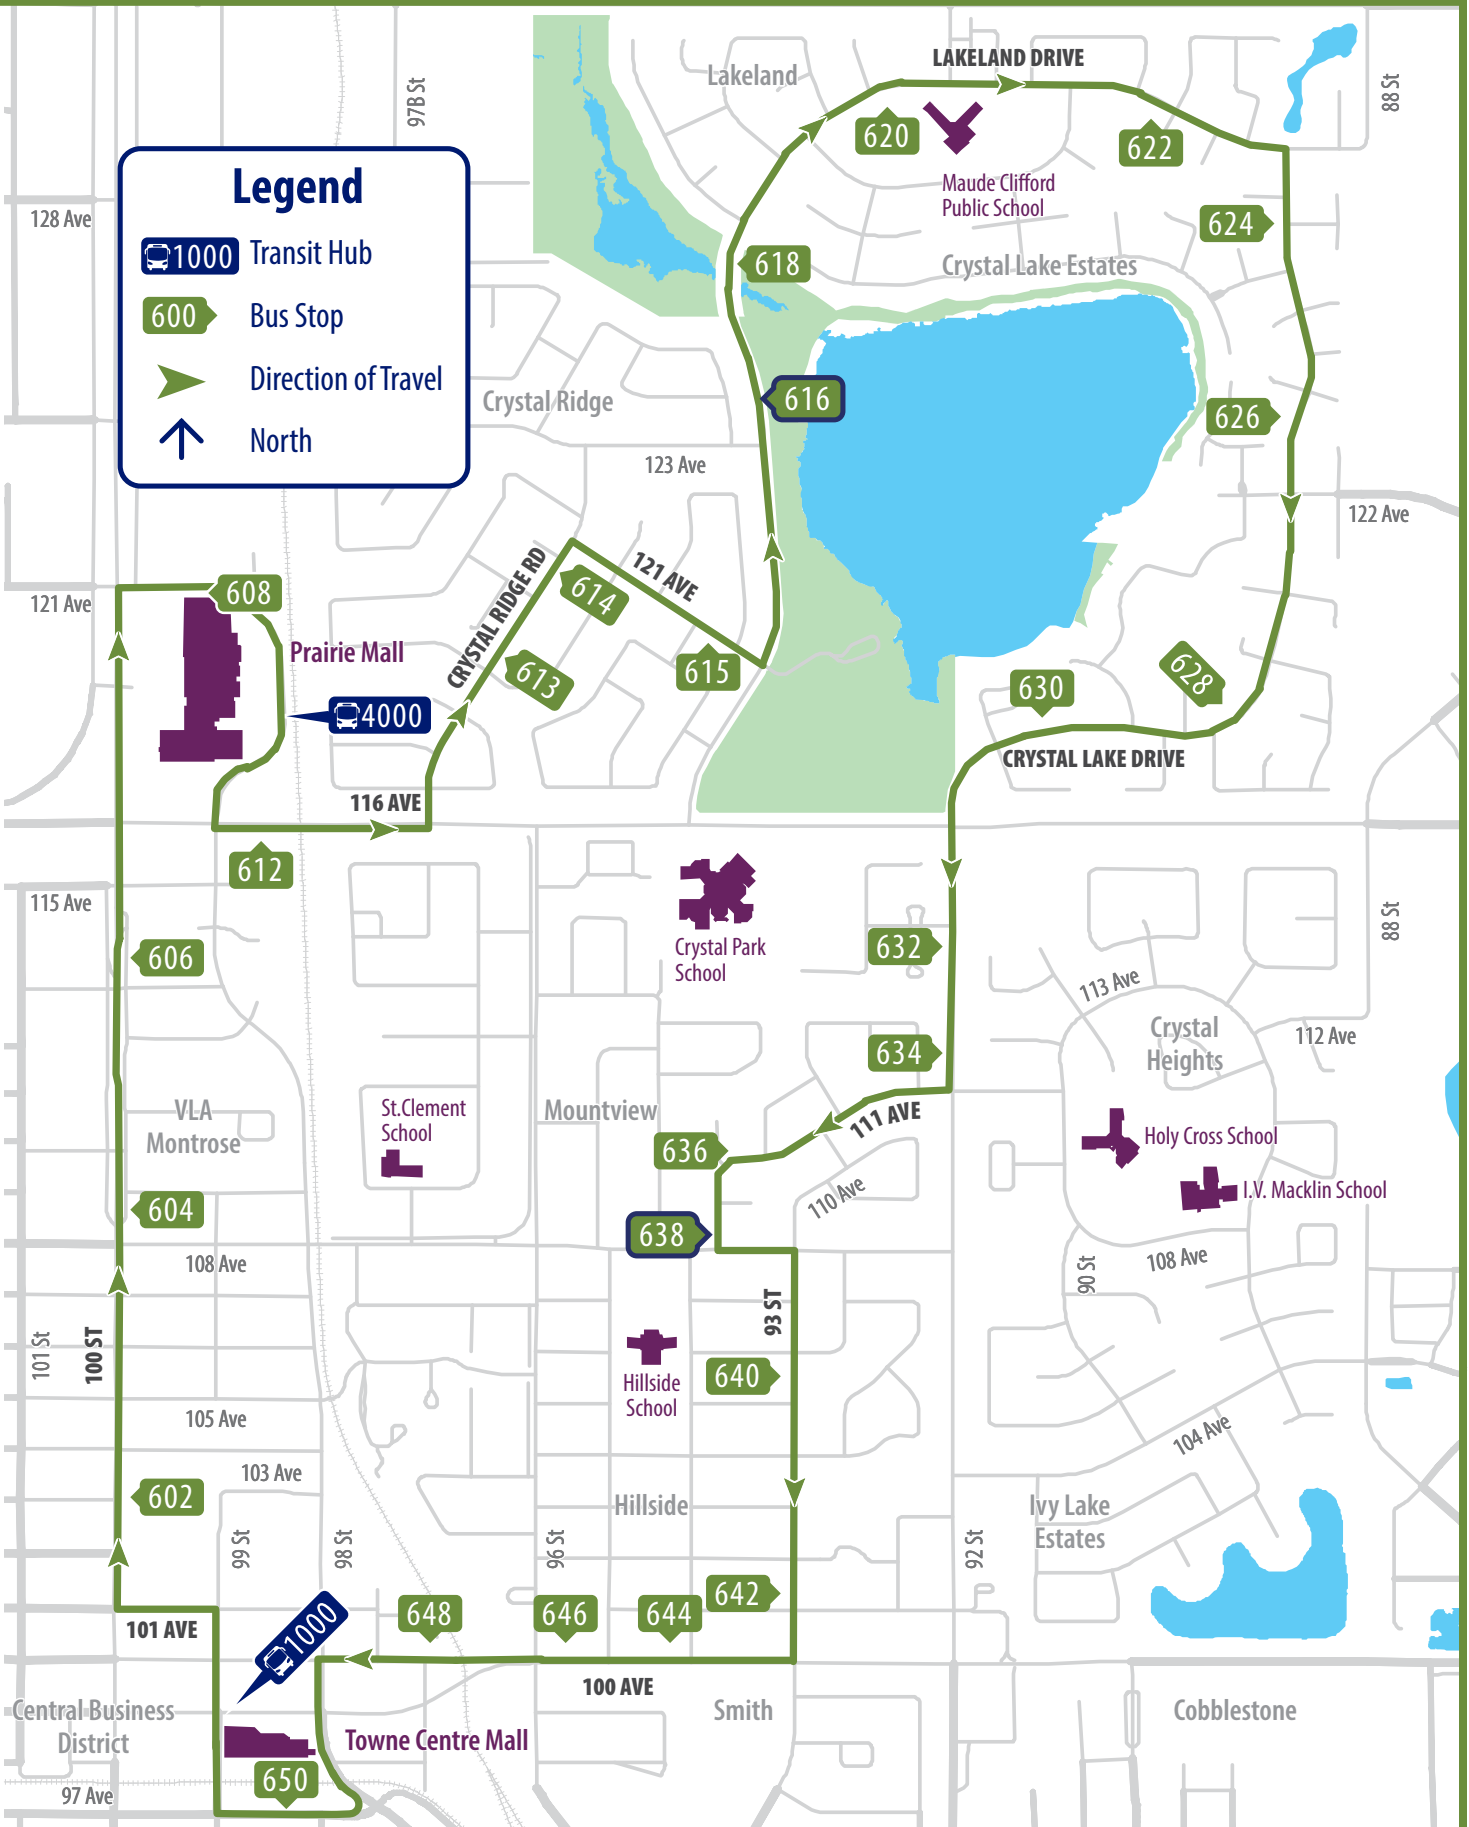 LAKELAND DRIVE
Lakeland
97B St
88 St
620
622
Maude Clifford
Public School
Legend
1000 Transit Hub
600 Bus Stop
Direction of Travel
North
128 Ave
624
618
Crystal Lake Estates
616
626
Crystal Ridge
123 Ave
122 Ave
CRYSTAL RIDGE RD
121 AVE
614
608
121 Ave
Prairie Mall
613
615
628
630
4000
CRYSTAL LAKE DRIVE
116 AVE
612
115 Ave
88 St
606
Crystal Park
School
632
113 Ave
Crystal
Heights
112 Ave
634
VLA
Montrose
St.Clement
School
Mountview
111 AVE
636
Holy Cross School
110 Ave
I.V. Macklin School
604
638
108 Ave
90 St
108 Ave
93 ST
101 St
100 ST
Hillside
School
640
105 Ave
104 Ave
103 Ave
602
Hillside
Ivy Lake
Estates
99 St
98 St
96 St
92 St
642
648
646
644
1000
101 AVE
100 AVE
Central Business
District
Smith
Cobblestone
Towne Centre Mall
650
97 Ave